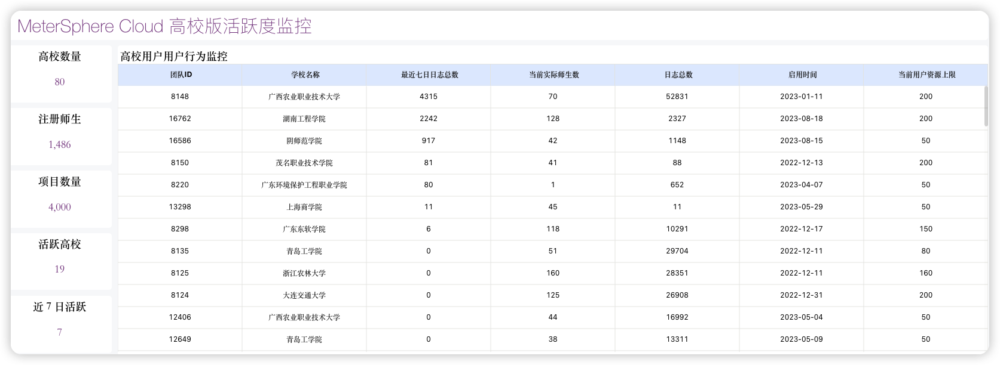 MeterSphere Cloud 高校版活跃度监控
高校数量
80
注册师生
1,486
项目数量
4,000
活跃高校
19
近 7 日活跃
7
高校用户用户行为监控
团队ID 学校名称 最近七日日志总数 当前实际师生数 日志总数 启用时间 当前用户资源上限
8148 广西农业职业技术大学 4315 70 52831 2023-01-11 200
16762 湖南工程学院 2242 128 2327 2023-08-18 200
16586 阴师范学院 917 42 1148 2023-08-15 50
8150 茂名职业技术学院 81 41 88 2022-12-13 200
8220 广东环境保护工程职业学院 80 1 652 2023-04-07 50
13298 上海商学院 11 45 11 2023-05-29 50
8298 广东东软学院 6 118 10291 2022-12-17 150
8135 青岛工学院 0 51 29704 2022-12-11 80
8125 浙江农林大学 0 160 28351 2022-12-11 160
8124 大连交通大学 0 125 26908 2022-12-31 200
12406 广西农业职业技术大学 0 44 16992 2023-05-04 50
12649 青岛工学院 0 38 13311 2023-05-09 50